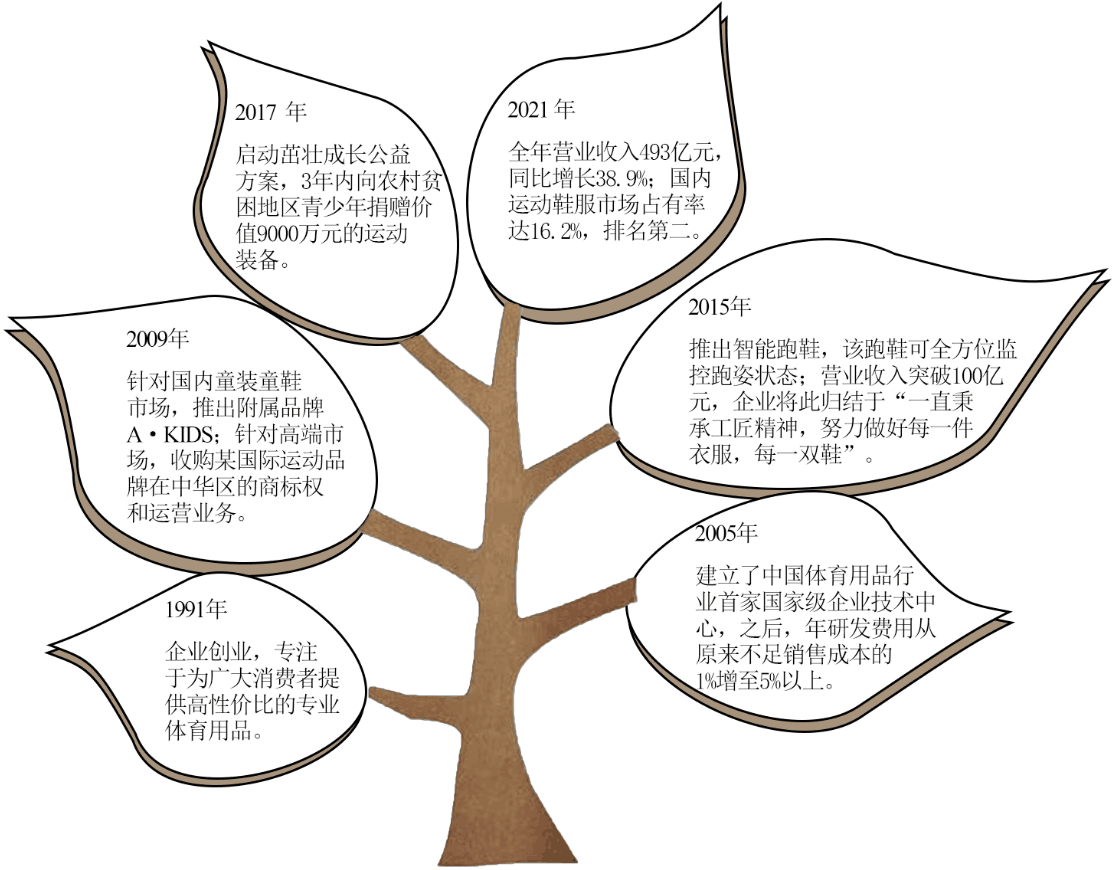 2017 年
启动茁壮成长公益
方案，3年内向农村贫
困地区青少年捐赠价
值9000万元的运动
装备。
2021 年
全年营业收入493亿元，
同比增长38.9%；国内
运动鞋服市场占有率
达16.2%，排名第二。
2009年
针对国内童装童鞋
市场，推出附属品牌
A·KIDS；针对高端市
场，收购某国际运动品
牌在中华区的商标权
和运营业务。
2015年
推出智能跑鞋，该跑鞋可全方位监
控跑姿状态；营业收入突破100亿
元，企业将此归结于“一直秉
承工匠精神，努力做好每一件
衣服，每一双鞋”。
1991年
企业创业，专注
于为广大消费者提
供高性价比的专业
体育用品。
2005年
建立了中国体育用品行
业首家国家级企业技术中
心，之后，年研发费用从
原来不足销售成本的
1%增至5%以上。